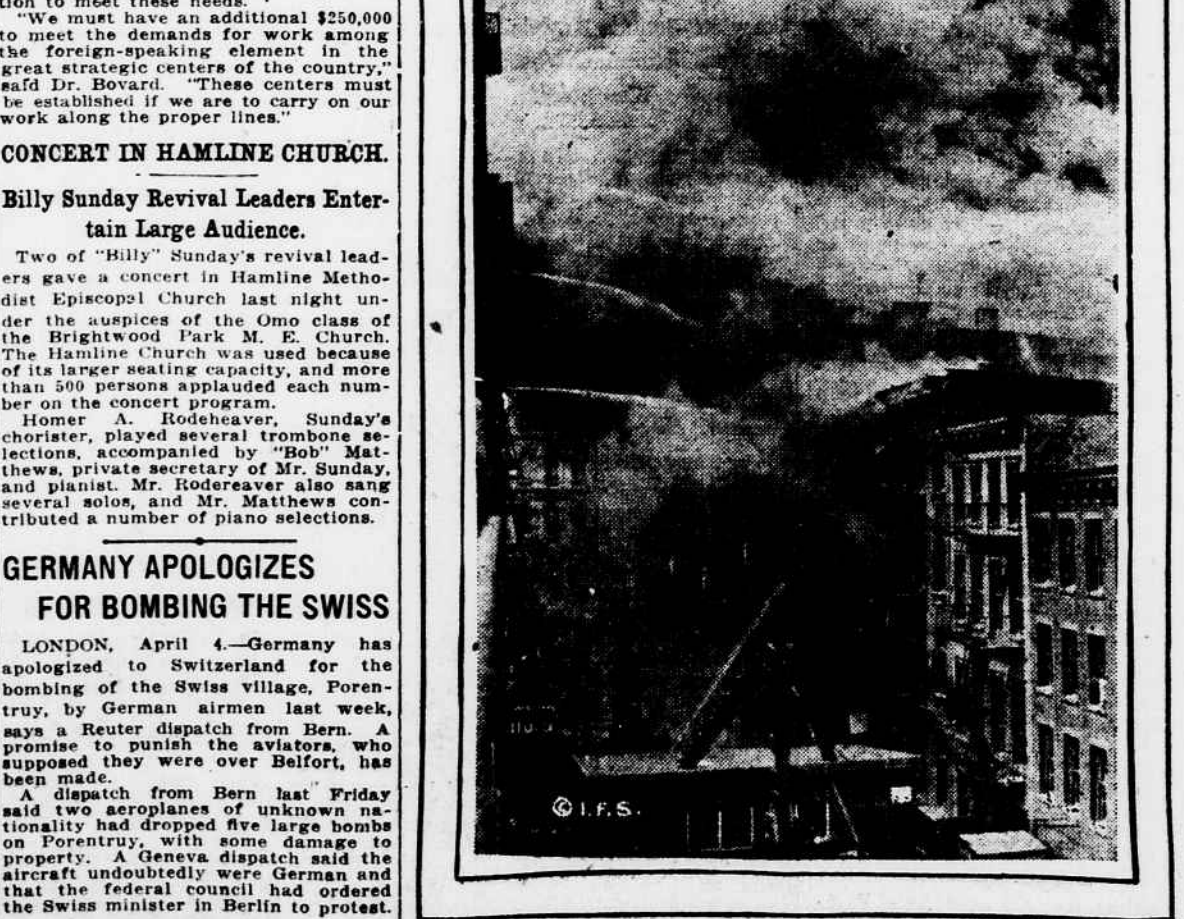 tion to meet these needs.
"We must have an additional $250,000
to meet the demands for work among
the foreign-speaking element in the
great strategic centers of the country,"
said Dr. Bovard. "These centers must
be established if we are to carry on our
work along the proper lines."
CONCERT IN HAMLINE CHURCH.
Billy Sunday Revival Leaders Enter-
tain Large Audience.
Two of "Billy" Sunday's revival lead-
ers gave a concert in Hamline Metho-
dist Episcopal Church last night un-
der the auspices of the Omo class of
the Brightwood Park M. E. Church.
The Hamline Church was used because
of its larger seating capacity, and more
than 500 persons applauded each num-
ber on the concert program.
Homer A. Rodeheaver, Sunday's
chorister, played several trombone se-
lections, accompanied by "Bob" Mat-
thews, private secretary of Mr. Sunday,
and pianist. Mr. Rodereaver also sang
several solos, and Mr. Matthews con-
tributed a number of piano selections.
GERMANY APOLOGIZES
FOR BOMBING THE SWISS
LONDON, April 4.—Germany has
apologized to Switzerland for the
bombing of the Swiss village, Poren-
truy, by German airmen last week,
says a Reuter dispatch from Bern. A
promise to punish the aviators, who
supposed they were over Belfort, has
been made.
A dispatch from Bern last Friday
said two aeroplanes of unknown na-
tionality had dropped five large bombs
on Porentruy, with some damage to
property. A Geneva dispatch said the
aircraft undoubtedly were German and
that the federal council had ordered
the Swiss minister in Berlin to protest.
© I.F.S.